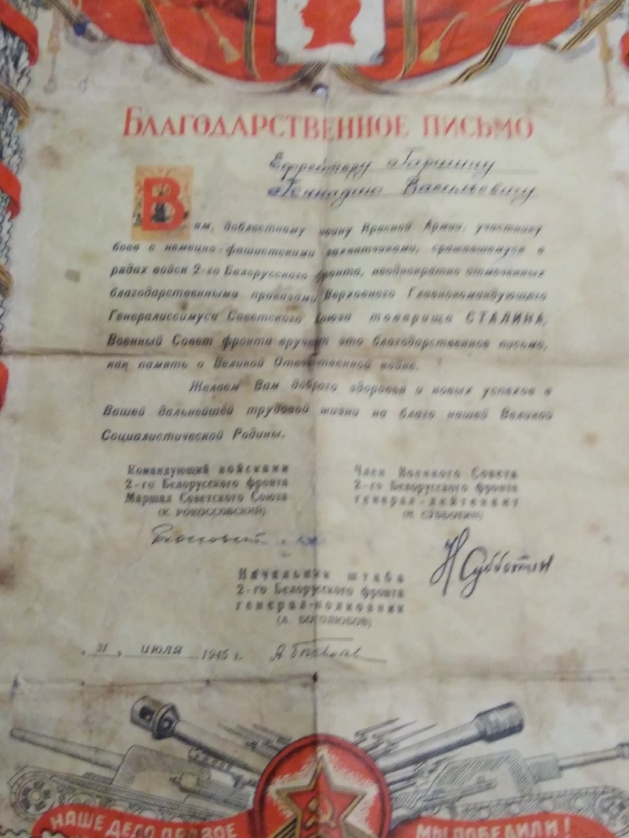 БЛАГОДАРСТВЕННОЕ ПИСЬМО
Ефрейтору Гаршину
Геннадию Васильевичу
Вам, доблестному воину Красной Армии, участнику
боев с немецко-фашистскими захватчиками, сражавшемуся в
рядах войск 2-го Белорусского фронта, неоднократно отмеченных
благодарственными приказами Верховного Главнокомандующего
Генералиссимуса Советского Союза товарища СТАЛИНА,
Военный Совет фронта вручает это благодарственное письмо,
как память о Великой Отечественной войне.
Желаем Вам доброго здоровья и новых успехов в
Вашей дальнейшей трудовой жизни на благо нашей Великой
Социалистической Родины.
Командующий войсками
2-го Белорусского фронта
Маршал Советского Союза
(К. РОКОССОВСКИЙ)
Член Военного Совета
2-го Белорусского фронта
генерал-лейтенант
(Н. СУББОТИН)
Н Субботин
Начальник штаба
2-го Белорусского фронта
генерал-полковник
(А. БОГОЛЮБОВ)
„31„ июля 1945 г.
НАШЕ ДЕЛО ПРАВОЕ
МЫ ПОБЕДИЛИ!